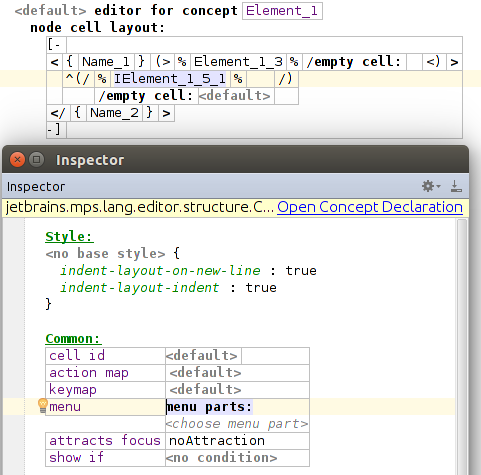 <default> editor for concept Element_1
node cell layout:
[-
< { Name_1 } (> % Element_1_3 % /empty cell: <) >
^(/ % IElement_1_5_1 % /)
/empty cell: <default>
</ { Name_2 } >
-]
Inspector
Inspector
jetbrains.mps.lang.editor.structure.C... Open Concept Declaration
Style:
<no base style> {
indent-layout-on-new-line : true
indent-layout-indent : true
}
Common:
cell id <default>
action map <default>
keymap <default>
menu menu parts:
<choose menu part>
attracts focus noAttraction
show if <no condition>